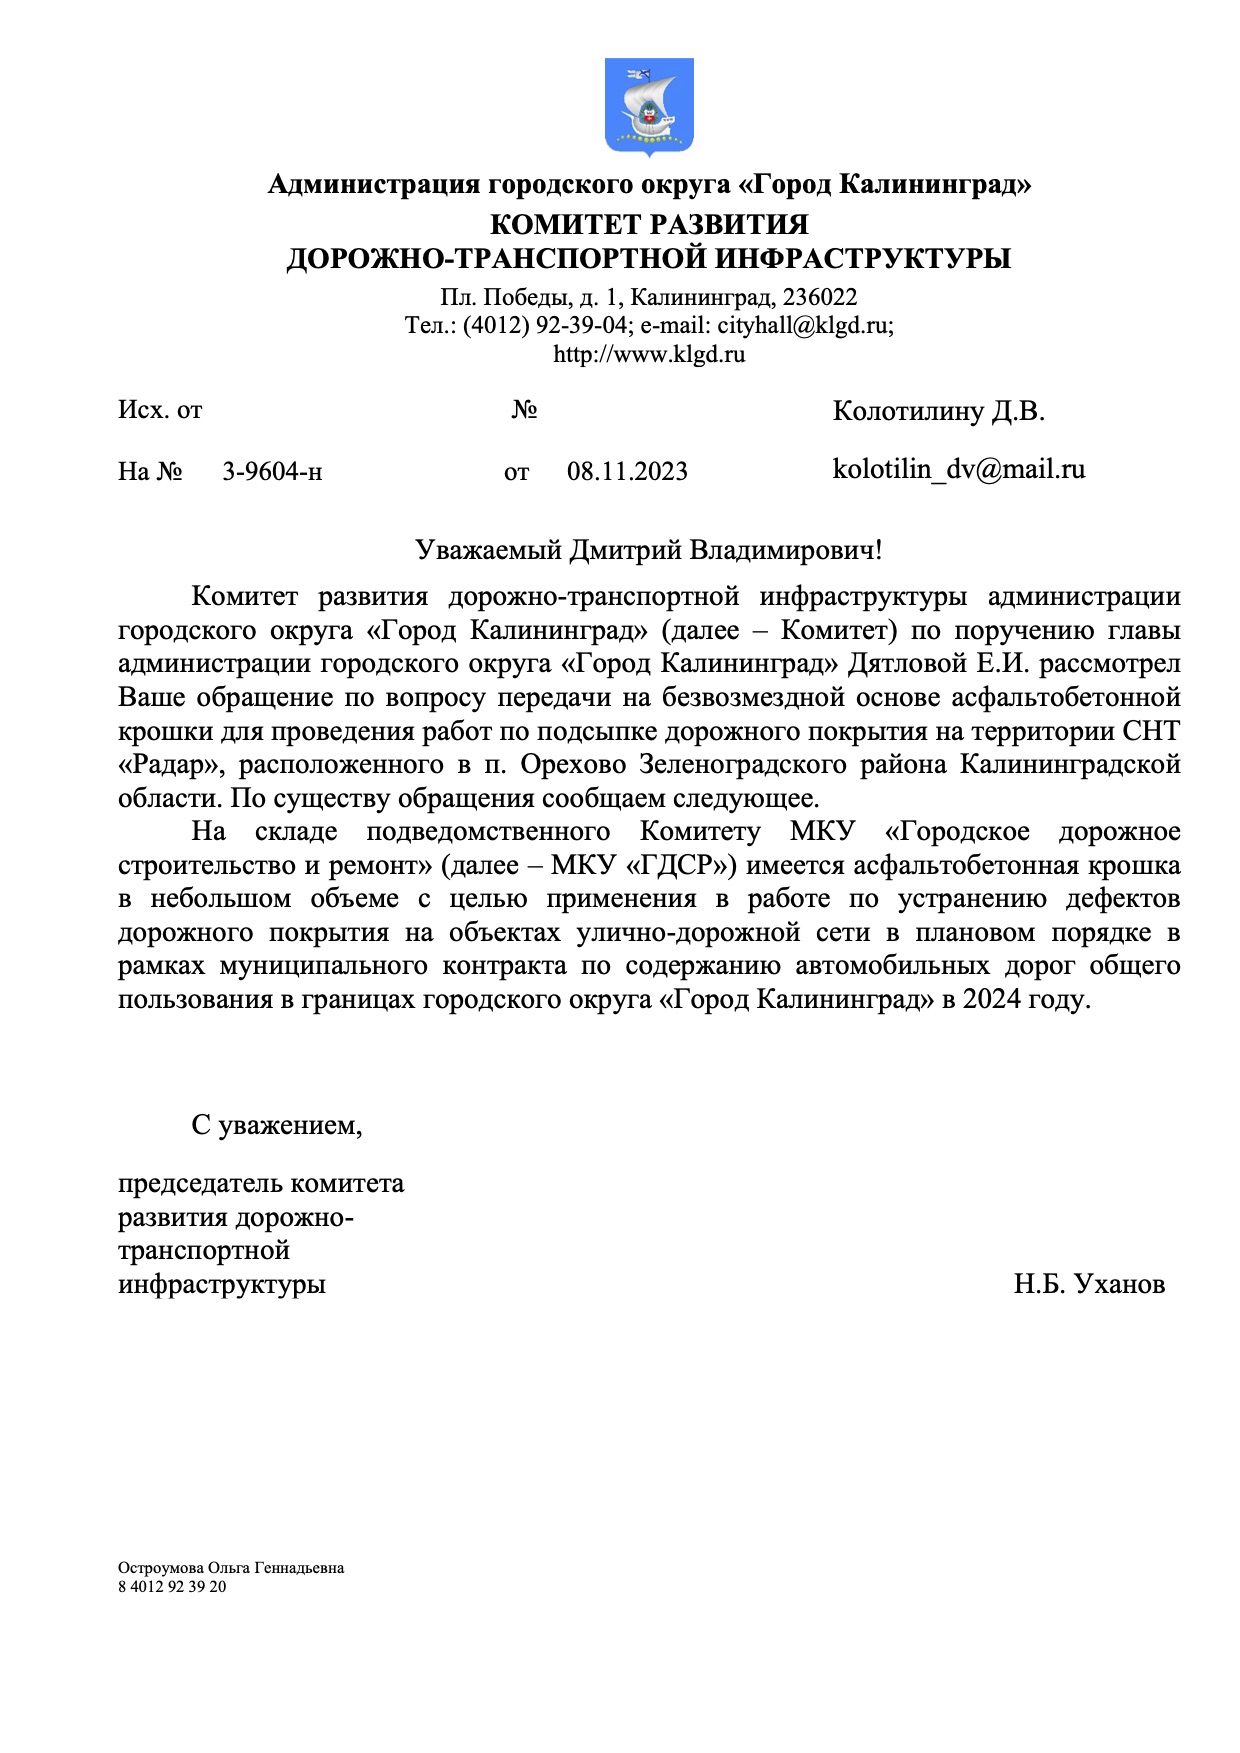 Администрация городского округа «Город Калининград»
КОМИТЕТ РАЗВИТИЯ
ДОРОЖНО-ТРАНСПОРТНОЙ ИНФРАСТРУКТУРЫ
Пл. Победы, д. 1, Калининград, 236022
Тел.: (4012) 92-39-04; e-mail: cityhall@klgd.ru;
http://www.klgd.ru
Исх. от № Колотилину Д.В.
На № 3-9604-н от 08.11.2023 kolotilin_dv@mail.ru
Уважаемый Дмитрий Владимирович!
Комитет развития дорожно-транспортной инфраструктуры администрации
городского округа «Город Калининград» (далее – Комитет) по поручению главы
администрации городского округа «Город Калининград» Дятловой Е.И. рассмотрел
Ваше обращение по вопросу передачи на безвозмездной основе асфальтобетонной
крошки для проведения работ по подсыпке дорожного покрытия на территории СНТ
«Радар», расположенного в п. Орехово Зеленоградского района Калининградской
области. По существу обращения сообщаем следующее.
На складе подведомственного Комитету МКУ «Городское дорожное
строительство и ремонт» (далее – МКУ «ГДСР») имеется асфальтобетонная крошка
в небольшом объеме с целью применения в работе по устранению дефектов
дорожного покрытия на объектах улично-дорожной сети в плановом порядке в
рамках муниципального контракта по содержанию автомобильных дорог общего
пользования в границах городского округа «Город Калининград» в 2024 году.
С уважением,
председатель комитета
развития дорожно-
транспортной
инфраструктуры Н.Б. Уханов
Остроумова Ольга Геннадьевна
8 4012 92 39 20